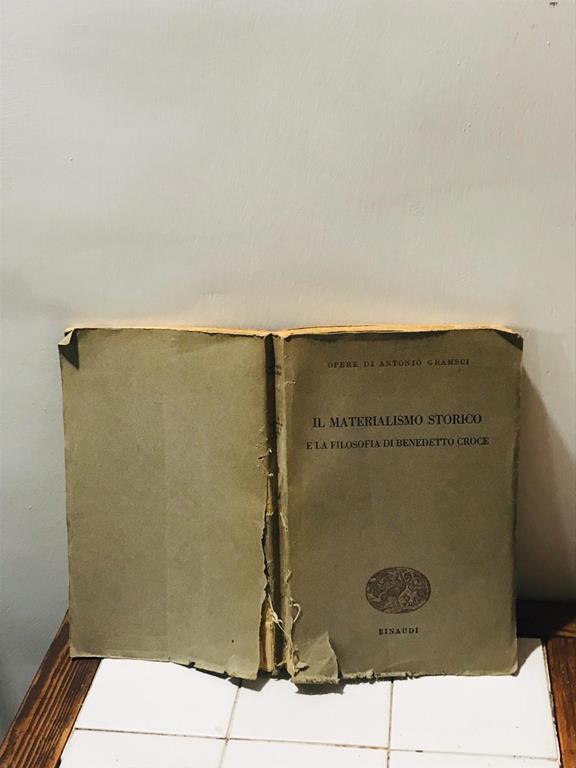 OPERE DI ANTONIO GRAMSCI
IL MATERIALISMO STORICO
E LA FILOSOFIA DI BENEDETTO CROCE
EINAUDI